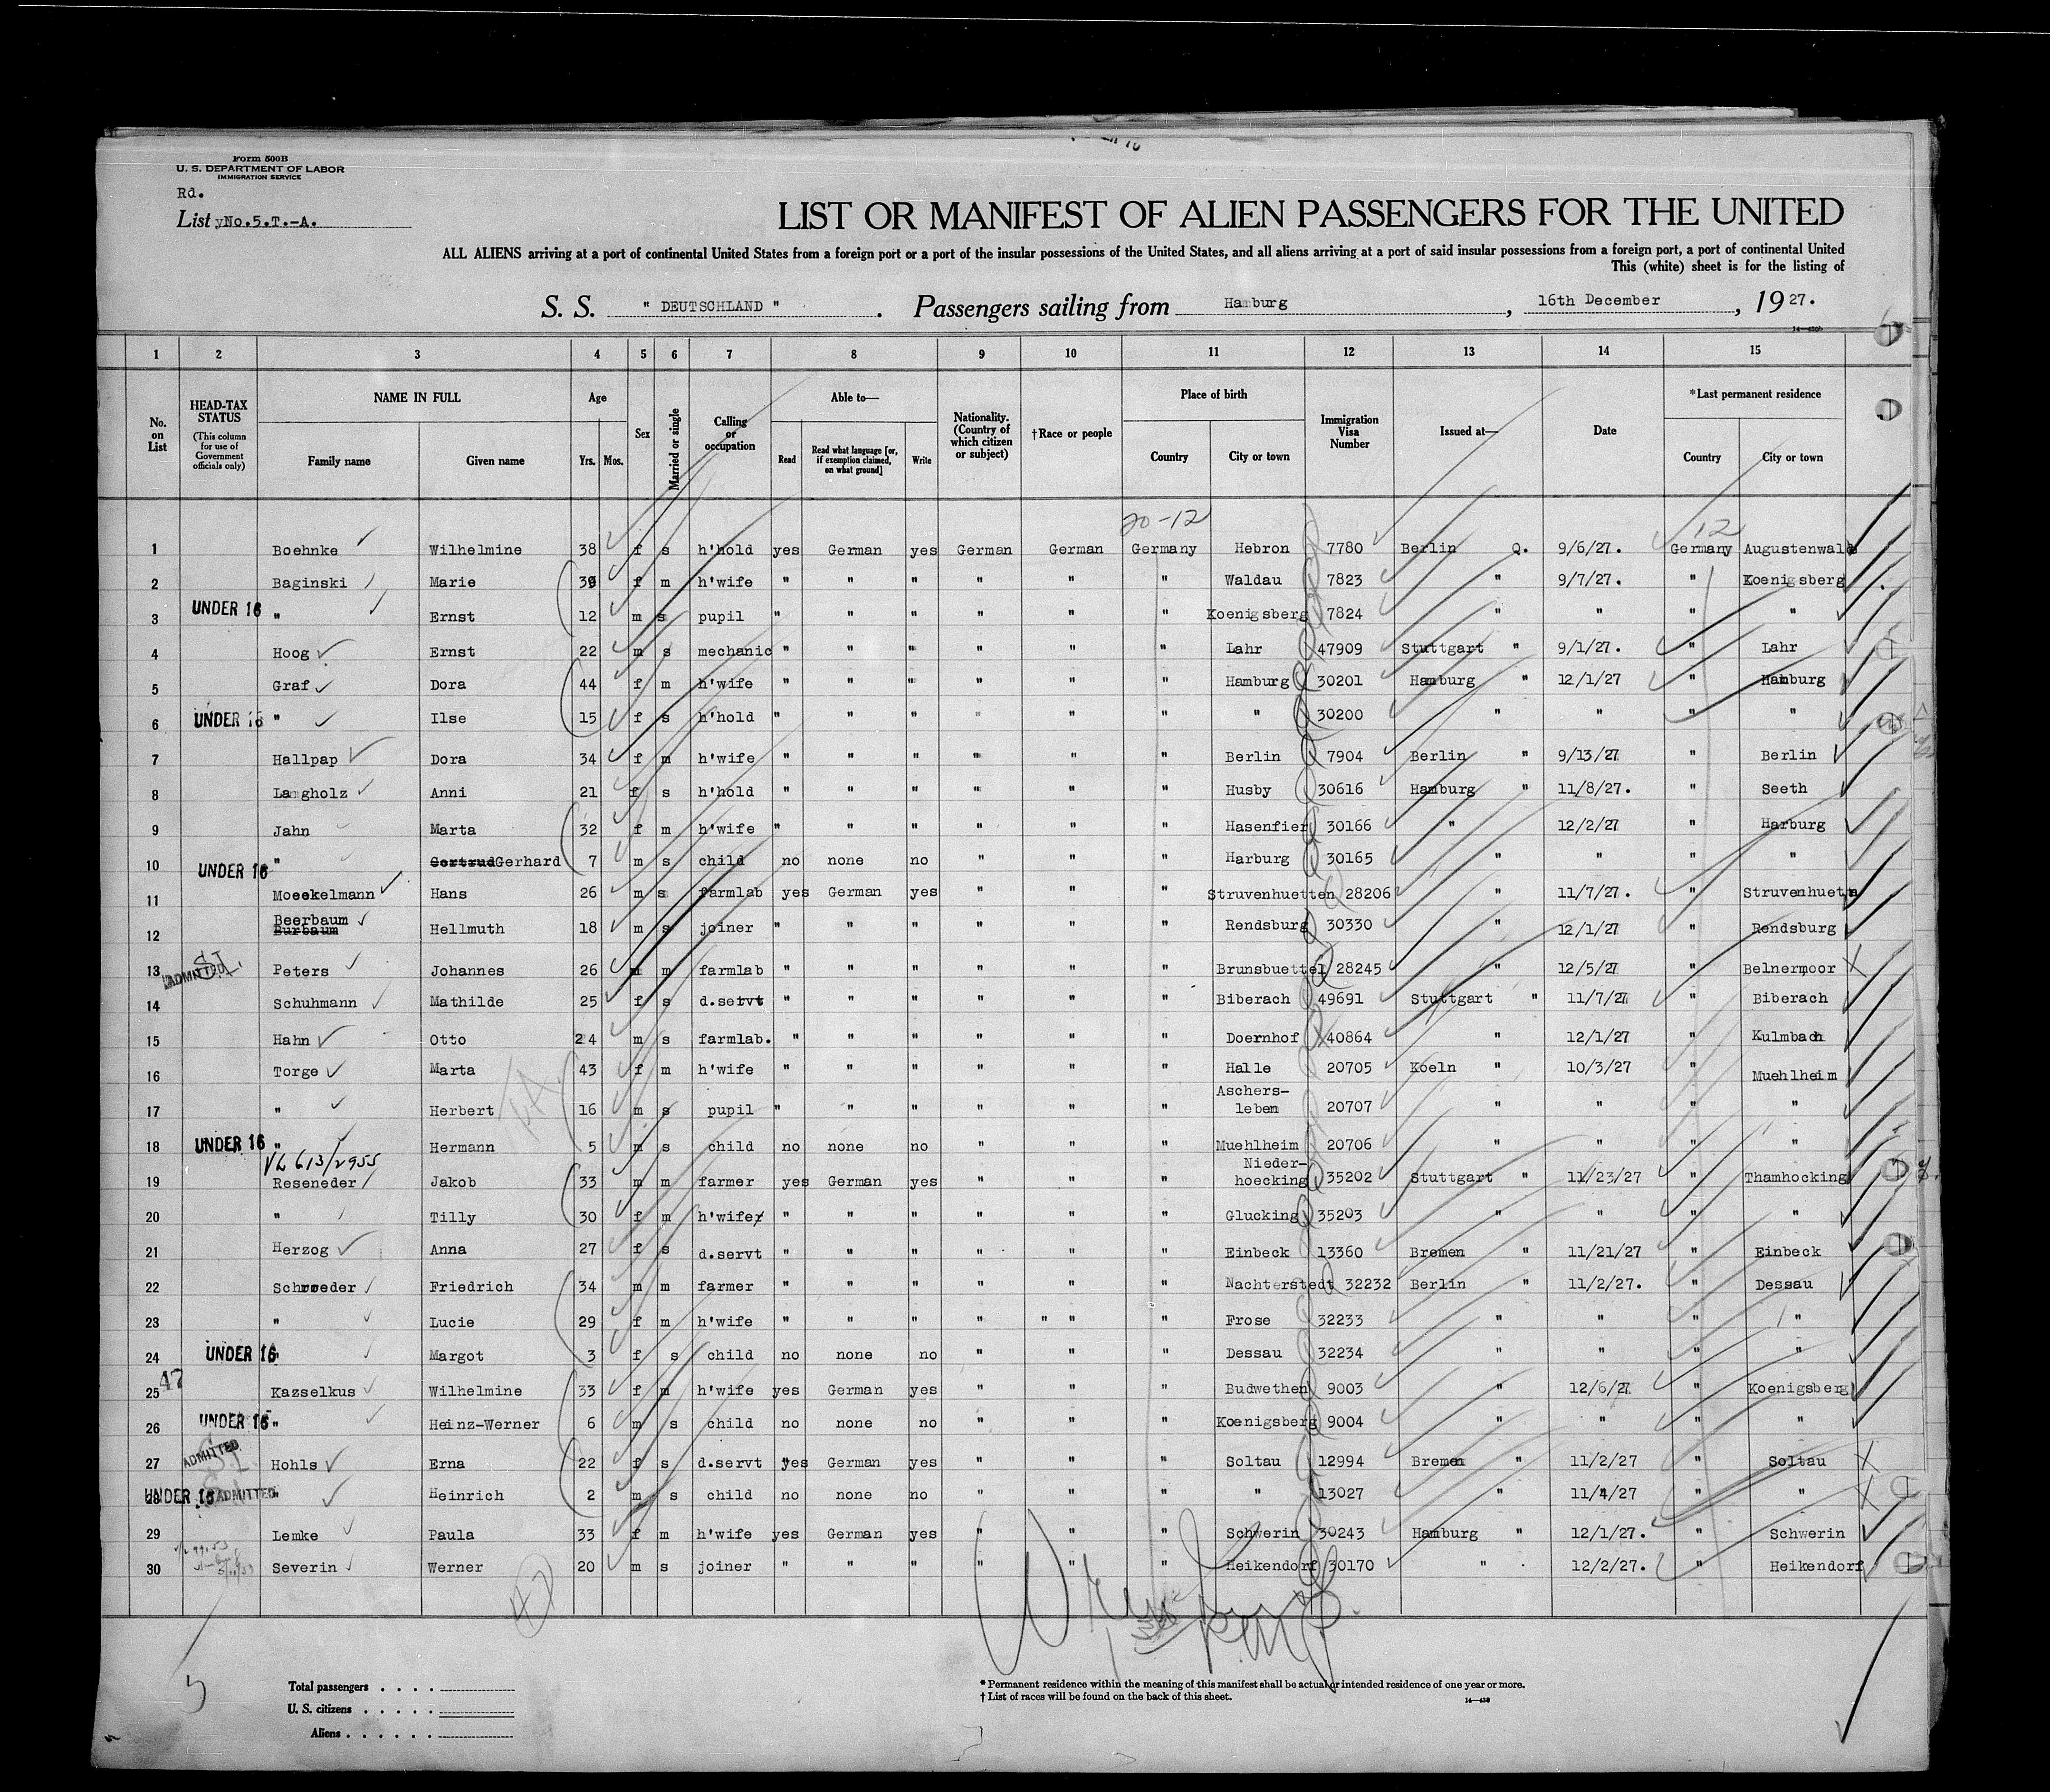 Form 500B
U. S. DEPARTMENT OF LABOR
IMMIGRATION SERVICE
Rd.
List yNo.5.T.-A.
LIST OR MANIFEST OF ALIEN PASSENGERS FOR THE UNITED
ALL ALIENS arriving at a port of continental United States from a foreign port or a port of the insular possessions of the United States, and all aliens arriving at a port of said insular possessions from a foreign port, a port of continental United
This (white) sheet is for the listing of
S. S. " DEUTSCHLAND " . Passengers sailing from Hamburg , 16th December , 1927.
1 2 3 4 5 6 7 8 9 10 11 12 13 14 15
No. on List
HEAD-TAX STATUS (This column for use of Government officials only)
NAME IN FULL
Family name Given name
Age
Yrs. Mos.
Sex
Married or single
Calling or occupation
Able to—
Read Read what language [or, if exemption claimed, on what ground] Write
Nationality. (Country of which citizen or subject)
†Race or people
Place of birth
Country City or town
Immigration Visa Number
Issued at—
Date
*Last permanent residence
Country City or town
20-12 12
1 Boehnke Wilhelmine 38 f s h'hold yes German yes German German Germany Hebron 7780 Berlin Q. 9/6/27. Germany Augustenwald
2 Baginski Marie 39 f m h'wife " " " " " " Waldau 7823 " 9/7/27. " Koenigsberg
3 UNDER 16 " Ernst 12 m s pupil " " " " " " Koenigsberg 7824 " " " "
4 Hoog Ernst 22 m s mechanic " " " " " " Lahr 47909 Stuttgart " 9/1/27. " Lahr
5 Graf Dora 44 f m h'wife " " " " " " Hamburg 30201 Hamburg " 12/1/27 " Hamburg
6 UNDER 16 " Ilse 15 f s h'hold " " " " " " " 30200 " " " "
7 Hallpap Dora 34 f m h'wife " " " " " " Berlin 7904 Berlin " 9/13/27 " Berlin
8 Langholz Anni 21 f s h'hold " " " " " " Husby 30616 Hamburg " 11/8/27. " Seeth
9 Jahn Marta 32 f m h'wife " " " " " " Hasenfier 30166 " 12/2/27 " Harburg
10 UNDER 16 " Gertrud Gerhard 7 m s child no none no " " " Harburg 30165 " " " "
11 Moeekelmann Hans 26 m s farmlab yes German yes " " " Struvenhuetten 28206 " 11/7/27. " Struvenhuetten
Beerbaum
12 Burbaum Hellmuth 18 m s joiner " " " " " " Rendsburg 30330 " 12/1/27 " Rendsburg
13 ADMITTED SI Peters Johannes 26 m m farmlab " " " " " " Brunsbuettel 28245 " 12/5/27 " Belnermoor
14 Schuhmann Mathilde 25 f s d.servt " " " " " " Biberach 49691 Stuttgart " 11/7/27 " Biberach
15 Hahn Otto 24 m s farmlab. " " " " " " Doernhof 40864 " 12/1/27 " Kulmbach
16 Torge Marta 43 f m h'wife " " " " " " Halle 20705 Koeln " 10/3/27 " Muehlheim
17 " Herbert 16 m s pupil " " " " " " Aschers-leben 20707 " " " "
18 UNDER 16 " Hermann 5 m s child no none no " " " Muehlheim 20706 " " " "
VL 613/2955
19 Reseneder Jakob 33 m m farmer yes German yes " " " Nieder-hoecking 35202 Stuttgart " 11/23/27 " Thamhocking
20 " Tilly 30 f m h'wife " " " " " " Glucking 35203 " " " "
21 Herzog Anna 27 f s d.servt " " " " " " Einbeck 13360 Bremen " 11/21/27 " Einbeck
22 Schroeder Friedrich 34 m m farmer " " " " " " Nachterstedt 32232 Berlin " 11/2/27. " Dessau
23 " Lucie 29 f m h'wife " " " " " " " Frose 32233 " " " "
24 UNDER 16 " Margot 3 f s child no none no " " " Dessau 32234 " " " "
47
25 Kazselkus Wilhelmine 33 f m h'wife yes German yes " " " Budwethen 9003 " 12/6/27 " Koenigsberg
26 UNDER 16 " Heinz-Werner 6 m s child no none no " " " Koenigsberg 9004 " " " "
27 ADMITTED SI Hohls Erna 22 f s d.servt yes German yes " " " Soltau 12994 Bremen " 11/2/27 " Soltau
28 UNDER 16 ADMITTED " Heinrich 2 m s child no none no " " " " 13027 " 11/4/27 " "
29 Lemke Paula 33 f m h'wife yes German yes " " " Schwerin 30243 Hamburg " 12/1/27. " Schwerin
30 Severin Werner 20 m s joiner " " " " " " Heikendorf 30170 " 12/2/27. " Heikendorf
Total passengers . . . .
U. S. citizens . . . . .
Aliens . . . . . .
* Permanent residence within the meaning of this manifest shall be actual or intended residence of one year or more.
† List of races will be found on the back of this sheet.
14—430